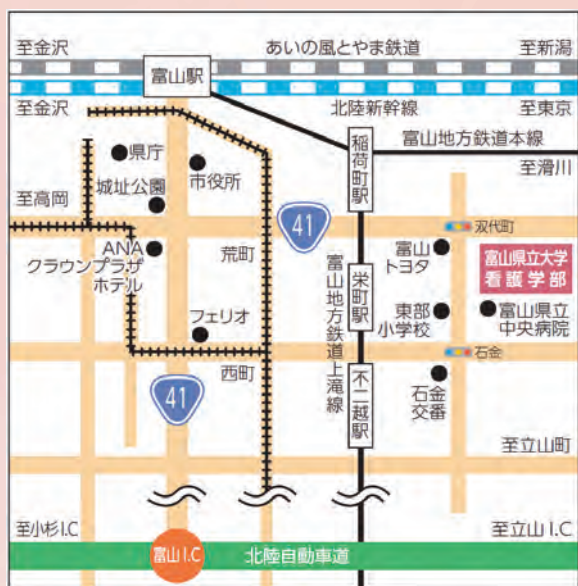 至金沢
あいの風とやま鉄道
至新潟
富山駅
至金沢
北陸新幹線
至東京
富山地方鉄道本線
稲荷町駅
至滑川
県庁
市役所
城址公園
至高岡
41
双代町
ANA
クラウンプラザ
ホテル
荒町
富山
トヨタ
富山県立大学
看護学部
富山地方鉄道上滝線
栄町駅
東部
小学校
富山県立
中央病院
フェリオ
西町
石金
不二越駅
石金
交番
41
至立山町
至小杉I.C
至立山I.C
富山I.C
北陸自動車道